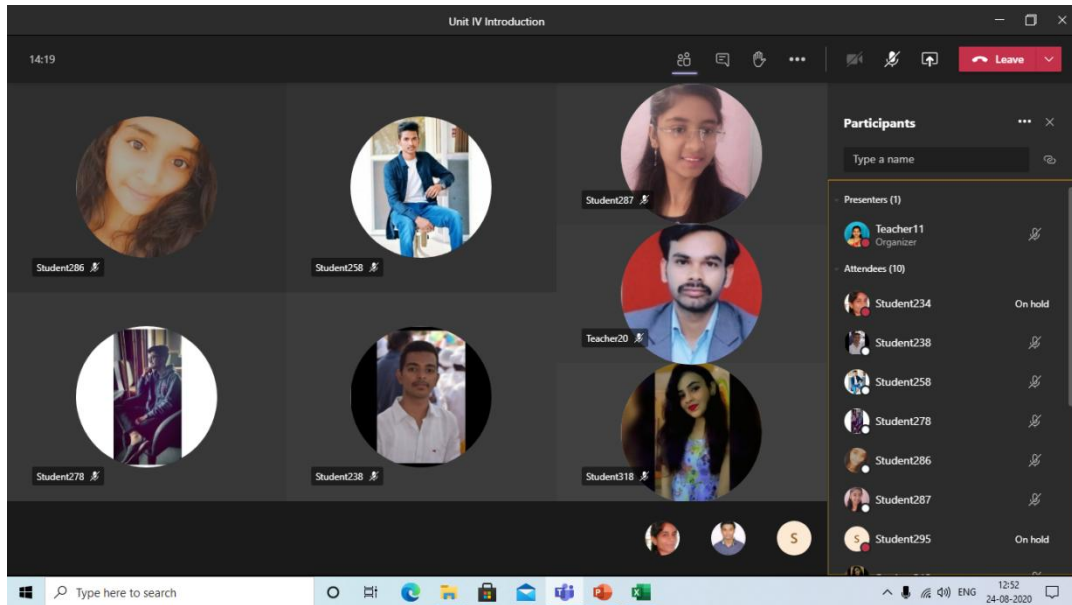 Unit IV Introduction
14:19
Leave
Student286
Student258
Student287
Teacher20
Student278
Student238
Student318
S
Participants
Type a name
Presenters (1)
Teacher11
Organizer
Attendees (10)
Student234 On hold
Student238
Student258
Student278
Student286
Student287
S Student295 On hold
Type here to search
ENG
12:52
24-08-2020